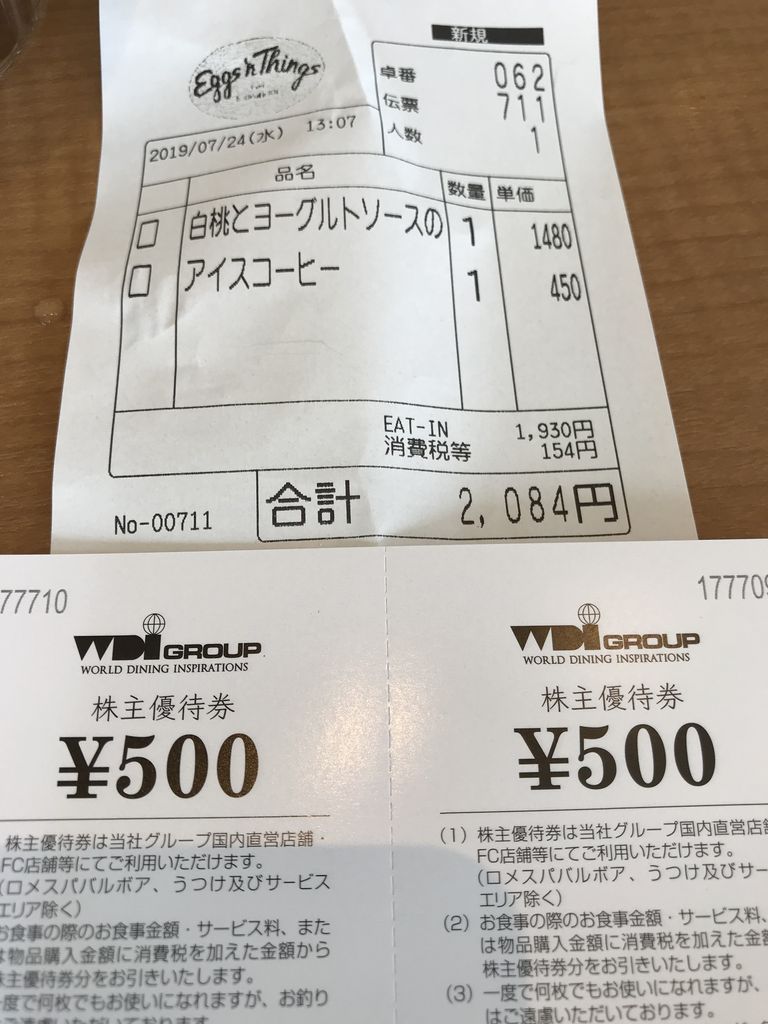 新規
Eggs 'n Things
卓番 062
伝票 711
人数 1
2019/07/24(水) 13:07
品名 数量 単価
白桃とヨーグルトソースの 1 1480
アイスコーヒー 1 450
EAT-IN 1,930円
消費税等 154円
No-00711
合計 2,084円
77710
WDI GROUP
WORLD DINING INSPIRATIONS
株主優待券
¥500
株主優待券は当社グループ国内直営店舗・
FC店舗等にてご利用いただけます。
(ロメスパバルボア、うつけ及びサービス
エリア除く)
お食事の際のお食事金額・サービス料、また
は物品購入金額に消費税を加えた金額から
株主優待券分をお引きいたします。
一度で何枚でもお使いになれますが、お釣り
はご遠慮いただいております。
177709
WDI GROUP
WORLD DINING INSPIRATIONS
株主優待券
¥500
(1) 株主優待券は当社グループ国内直営店舗
FC店舗等にてご利用いただけます。
(ロメスパバルボア、うつけ及びサー
エリア除く)
(2) お食事の際のお食事金額・サービス料、
は物品購入金額に消費税を加えた金額
株主優待券分をお引きいたします。
(3) 一度で何枚でもお使いになれますが、
はご遠慮いただいております。